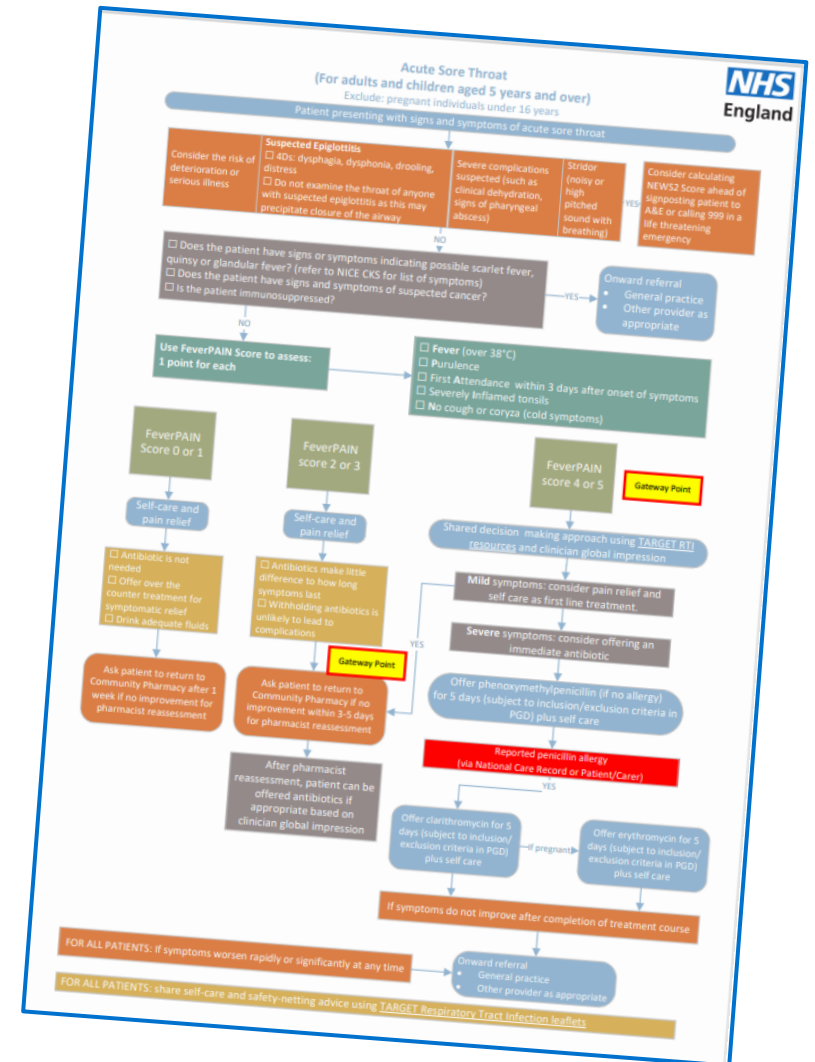 Acute Sore Throat
(For adults and children aged 5 years and over)
Exclude: pregnant individuals under 16 years
NHS
England
Patient presenting with signs and symptoms of acute sore throat
Consider the risk of
deterioration or
serious illness
Suspected Epiglottitis
☐ 4Ds: dysphagia, dysphonia, drooling,
distress
☐ Do not examine the throat of anyone
with suspected epiglottitis as this may
precipitate closure of the airway
Severe complications
suspected (such as
clinical dehydration,
signs of pharyngeal
abscess)
Stridor
(noisy or
high
pitched
sound with
breathing)
YES
Consider calculating
NEWS2 Score ahead of
signposting patient to
A&E or calling 999 in a
life threatening
emergency
NO
☐ Does the patient have signs or symptoms indicating possible scarlet fever,
quinsy or glandular fever? (refer to NICE CKS for list of symptoms)
☐ Does the patient have signs and symptoms of suspected cancer?
☐ Is the patient immunosuppressed?
YES
Onward referral
• General practice
• Other provider as
appropriate
NO
Use FeverPAIN Score to assess:
1 point for each
☐ Fever (over 38°C)
☐ Purulence
☐ First Attendance within 3 days after onset of symptoms
☐ Severely Inflamed tonsils
☐ No cough or coryza (cold symptoms)
FeverPAIN
Score 0 or 1
FeverPAIN
score 2 or 3
FeverPAIN
score 4 or 5
Gateway Point
Self-care and
pain relief
Self-care and
pain relief
Shared decision making approach using TARGET RTI
resources and clinician global impression
☐ Antibiotic is not
needed
☐ Offer over the
counter treatment for
symptomatic relief
☐ Drink adequate fluids
☐ Antibiotics make little
difference to how long
symptoms last
☐ Withholding antibiotics is
unlikely to lead to
complications
Mild symptoms: consider pain relief and
self care as first line treatment.
YES
Severe symptoms: consider offering an
immediate antibiotic
Gateway Point
Ask patient to return to
Community Pharmacy after 1
week if no improvement for
pharmacist reassessment
Ask patient to return to
Community Pharmacy if no
improvement within 3-5 days
for pharmacist reassessment
Offer phenoxymethylpenicillin (if no allergy)
for 5 days (subject to inclusion/exclusion criteria in
PGD) plus self care
Reported penicillin allergy
(via National Care Record or Patient/Carer)
YES
After pharmacist
reassessment, patient can be
offered antibiotics if
appropriate based on
clinician global impression
Offer clarithromycin for 5
days (subject to inclusion/
exclusion criteria in PGD)
plus self care
If pregnant
Offer erythromycin for 5
days (subject to inclusion/
exclusion criteria in PGD)
plus self care
If symptoms do not improve after completion of treatment course
FOR ALL PATIENTS: If symptoms worsen rapidly or significantly at any time
Onward referral
• General practice
• Other provider as appropriate
FOR ALL PATIENTS: share self-care and safety-netting advice using TARGET Respiratory Tract Infection leaflets